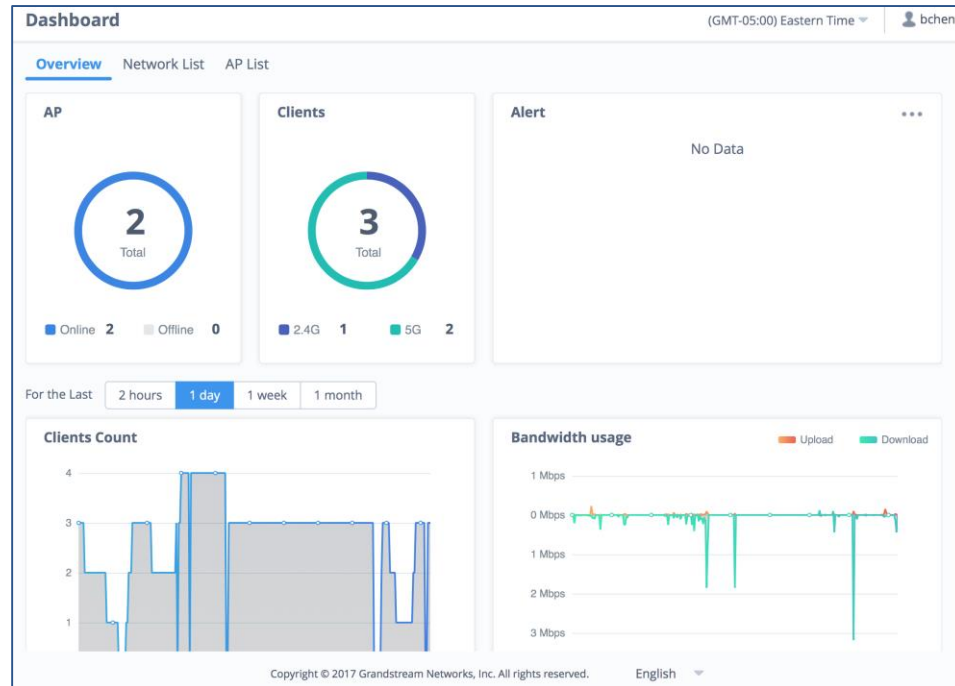 Dashboard
(GMT-05:00) Eastern Time
bchen
Overview Network List AP List
AP
2
Total
Online 2 Offline 0
Clients
3
Total
2.4G 1 5G 2
Alert
No Data
For the Last 2 hours 1 day 1 week 1 month
Clients Count
4
3
2
1
Bandwidth usage
Upload Download
1 Mbps
0 Mbps
1 Mbps
2 Mbps
3 Mbps
Copyright © 2017 Grandstream Networks, Inc. All rights reserved. English